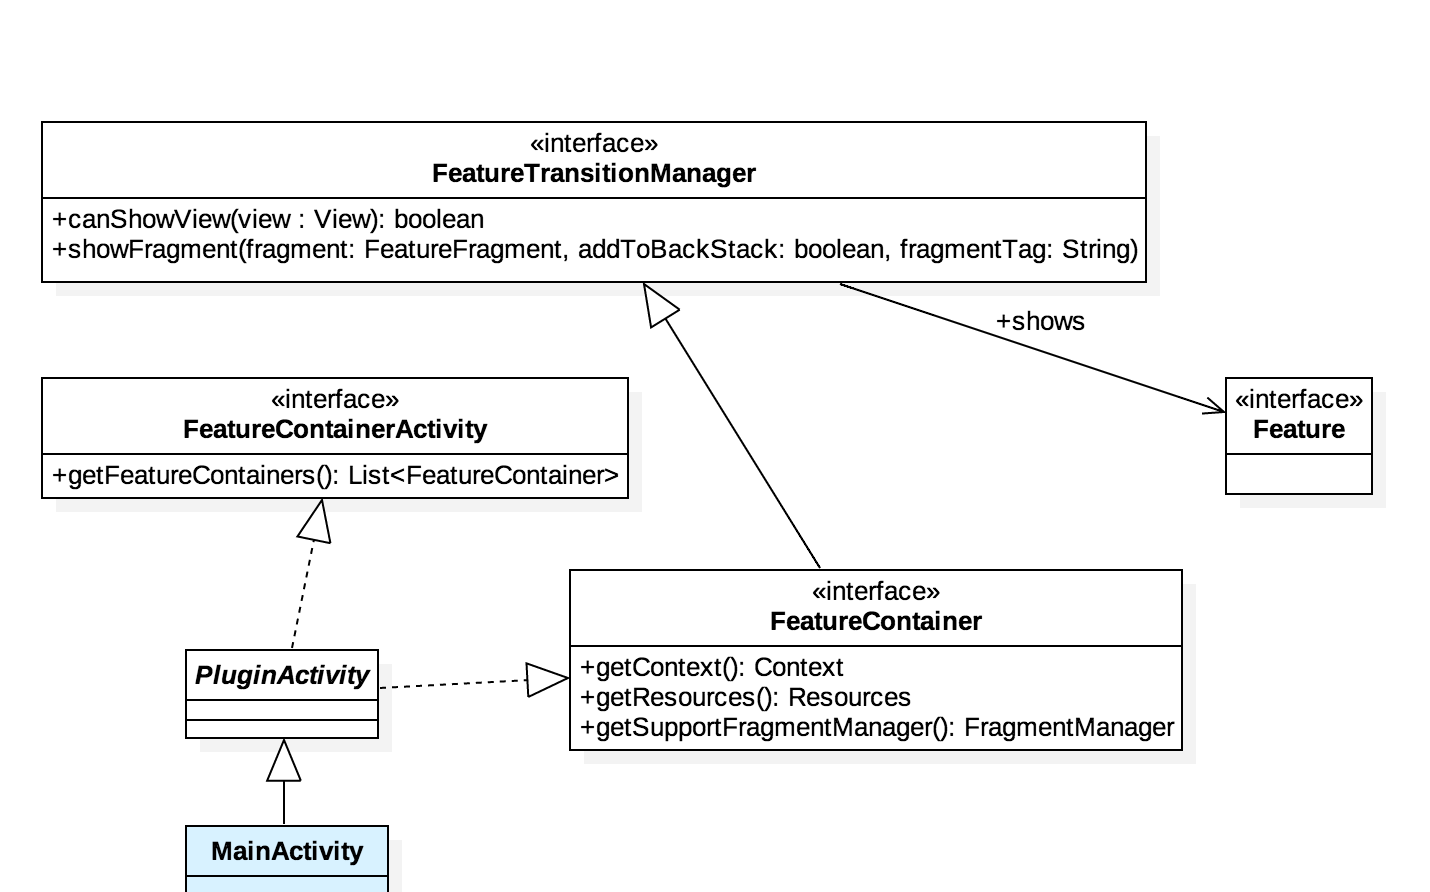 «interface»
FeatureTransitionManager
+canShowView(view : View): boolean
+showFragment(fragment: FeatureFragment, addToBackStack: boolean, fragmentTag: String)
+shows
«interface»
FeatureContainerActivity
+getFeatureContainers(): List<FeatureContainer>
«interface»
Feature
«interface»
FeatureContainer
+getContext(): Context
+getResources(): Resources
+getSupportFragmentManager(): FragmentManager
PluginActivity
MainActivity